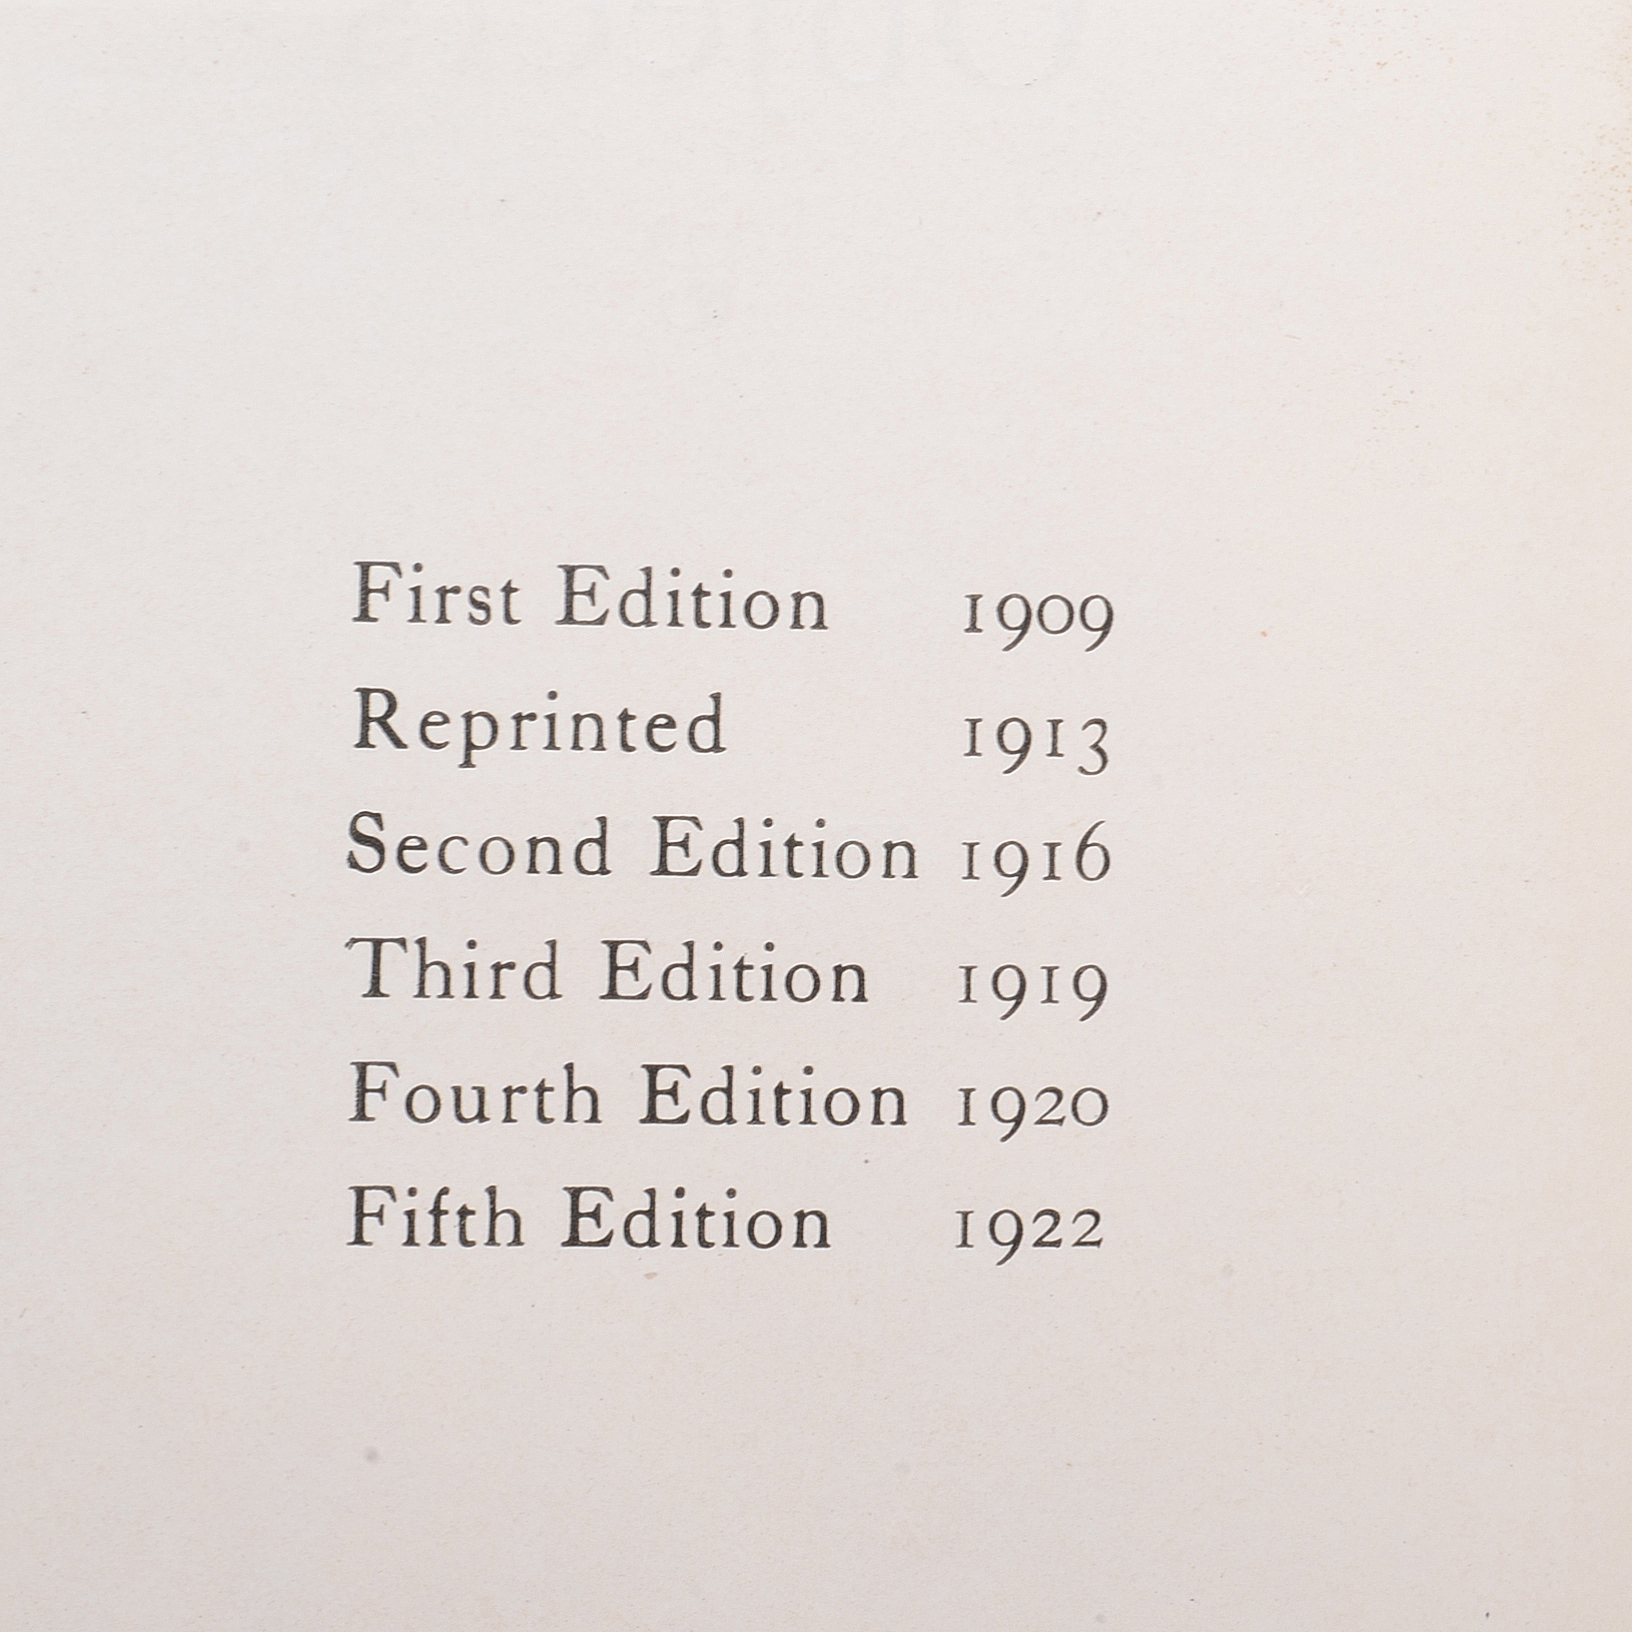 First Edition 1909
Reprinted 1913
Second Edition 1916
Third Edition 1919
Fourth Edition 1920
Fifth Edition 1922